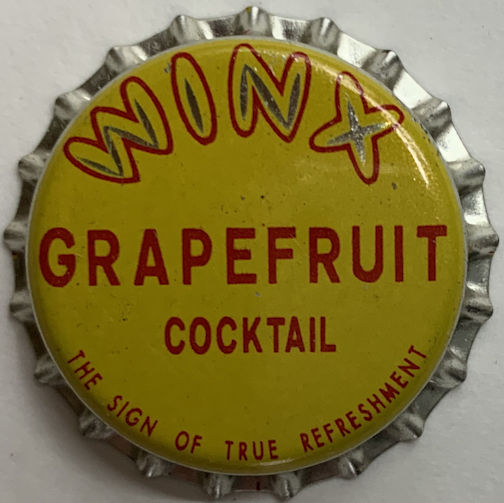 WINX
GRAPEFRUIT
COCKTAIL
THE SIGN OF TRUE REFRESHMENT